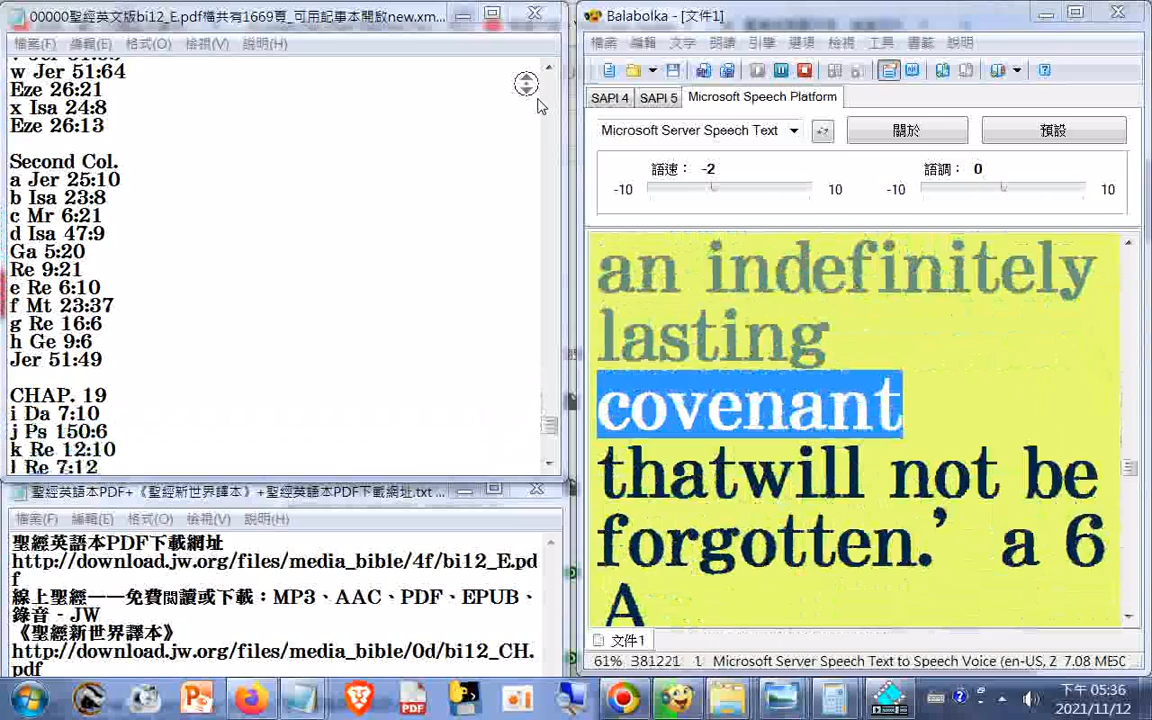 00000聖經英文版bi12_E.pdf檔共有1669頁_可用記事本開啟new.xm...
檔案(F) 編輯(E) 格式(O) 檢視(V) 說明(H)
w Jer 51:64
Eze 26:21
x Isa 24:8
Eze 26:13
Second Col.
a Jer 25:10
b Isa 23:8
c Mr 6:21
d Isa 47:9
Ga 5:20
Re 9:21
e Re 6:10
f Mt 23:37
g Re 16:6
h Ge 9:6
Jer 51:49
CHAP. 19
i Da 7:10
j Ps 150:6
k Re 12:10
l Re 7:12
聖經英語本PDF+《聖經新世界譯本》+聖經英語本PDF下載網址.txt ...
檔案(F) 編輯(E) 格式(O) 檢視(V) 說明(H)
聖經英語本PDF下載網址
http://download.jw.org/files/media_bible/4f/bi12_E.pd
f
線上聖經——免費閱讀或下載：MP3、AAC、PDF、EPUB、
錄音 - JW
《聖經新世界譯本》
http://download.jw.org/files/media_bible/0d/bi12_CH.
pdf
Balabolka - [文件1]
檔案 編輯 文字 朗讀 引擎 選項 檢視 工具 書籤 說明
SAPI 4 SAPI 5 Microsoft Speech Platform
Microsoft Server Speech Text 關於 預設
語速： -2 語調： 0
-10 10 -10 10
an indefinitely
lasting
covenant
thatwill not be
forgotten.’ a 6
A
文件1
61% 381221 Microsoft Server Speech Text to Speech Voice (en-US, Z 7.08 ME
下午 05:36
2021/11/12